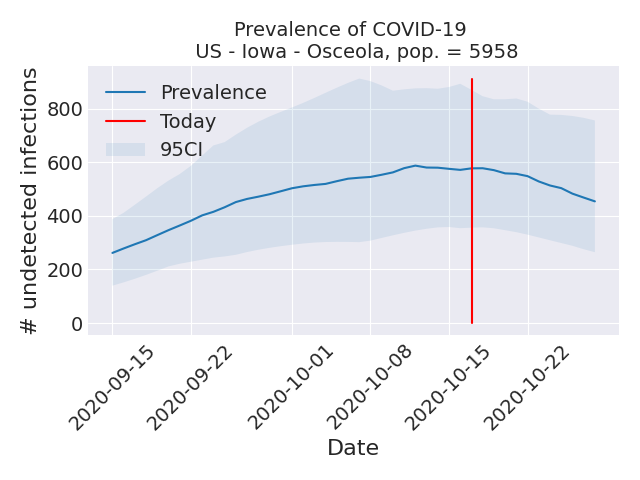 Prevalence of COVID-19
US - Iowa - Osceola, pop. = 5958
# undetected infections
800
600
400
200
0
Prevalence
Today
95CI
2020-09-15
2020-09-22
2020-10-01
2020-10-08
2020-10-15
2020-10-22
Date